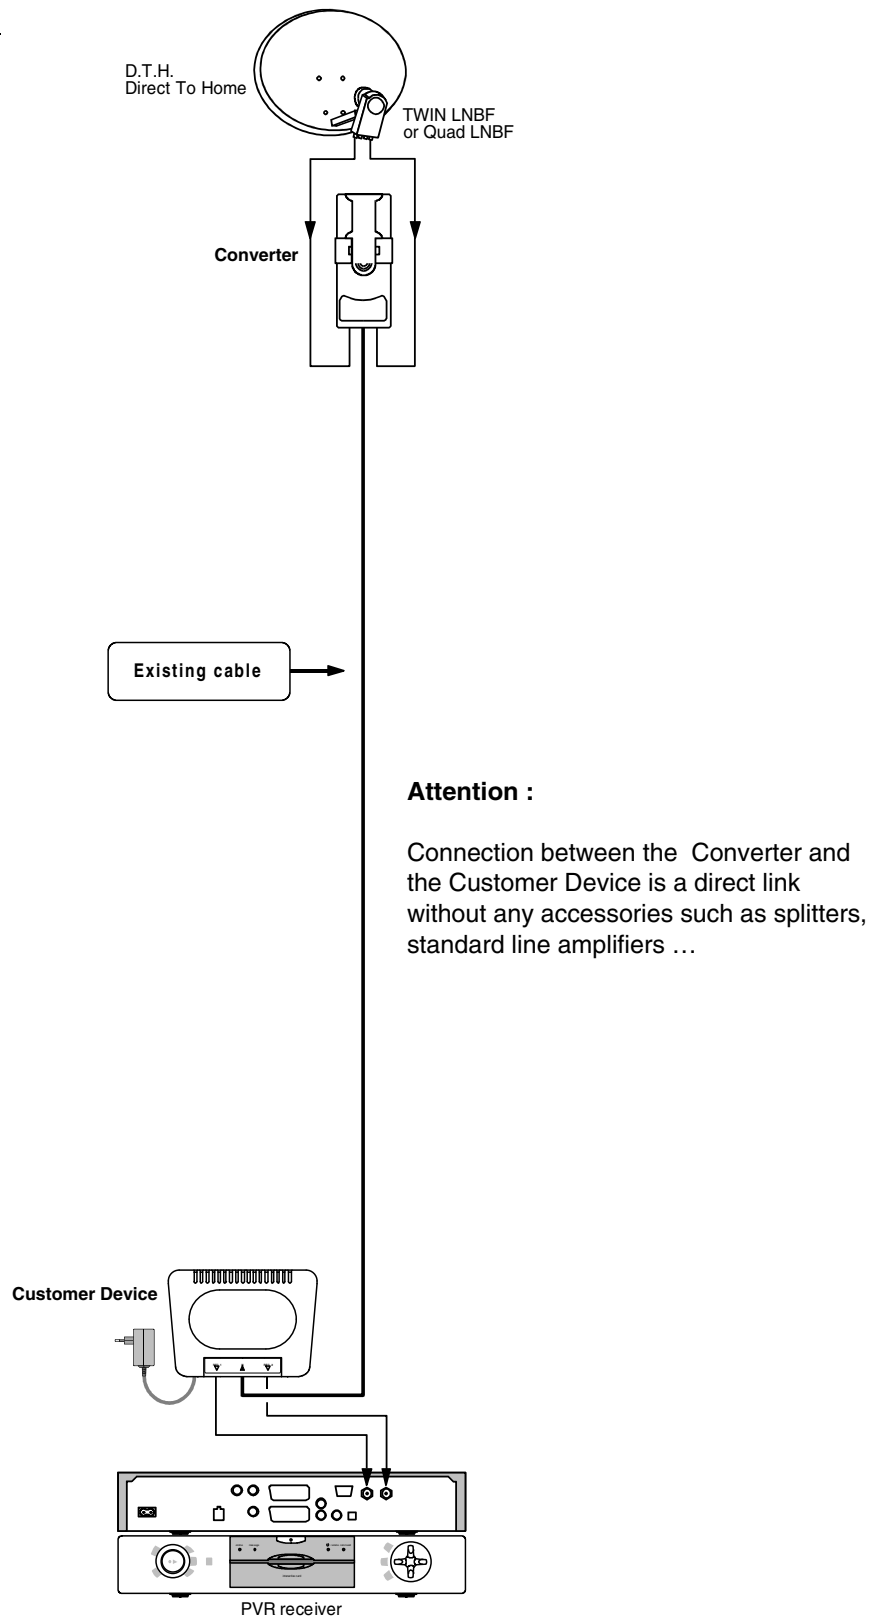 D.T.H.
Direct To Home
TWIN LNBF
or Quad LNBF
Converter
Existing cable
Attention :
Connection between the Converter and
the Customer Device is a direct link
without any accessories such as splitters,
standard line amplifiers …
Customer Device
PVR receiver